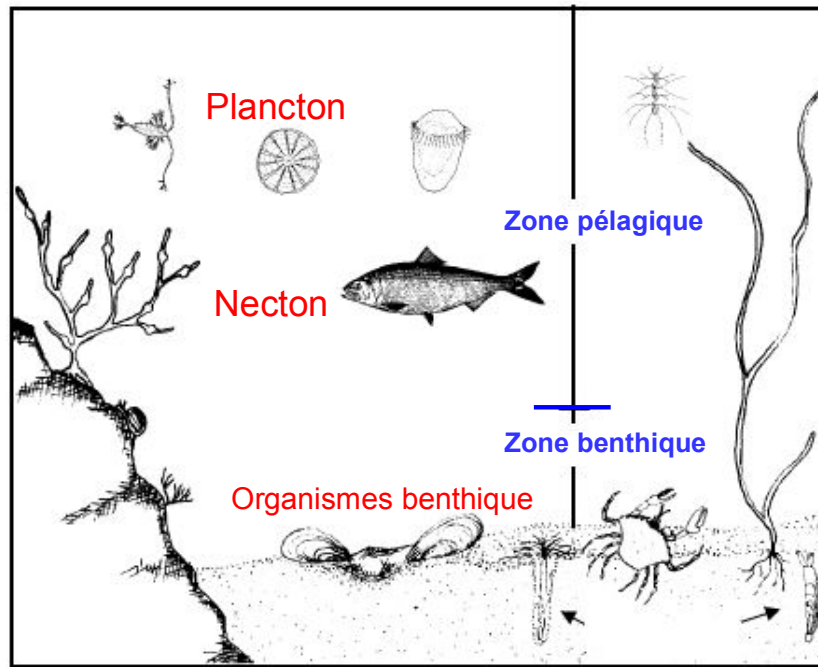 Plancton
Zone pélagique
Necton
Zone benthique
Organismes benthique